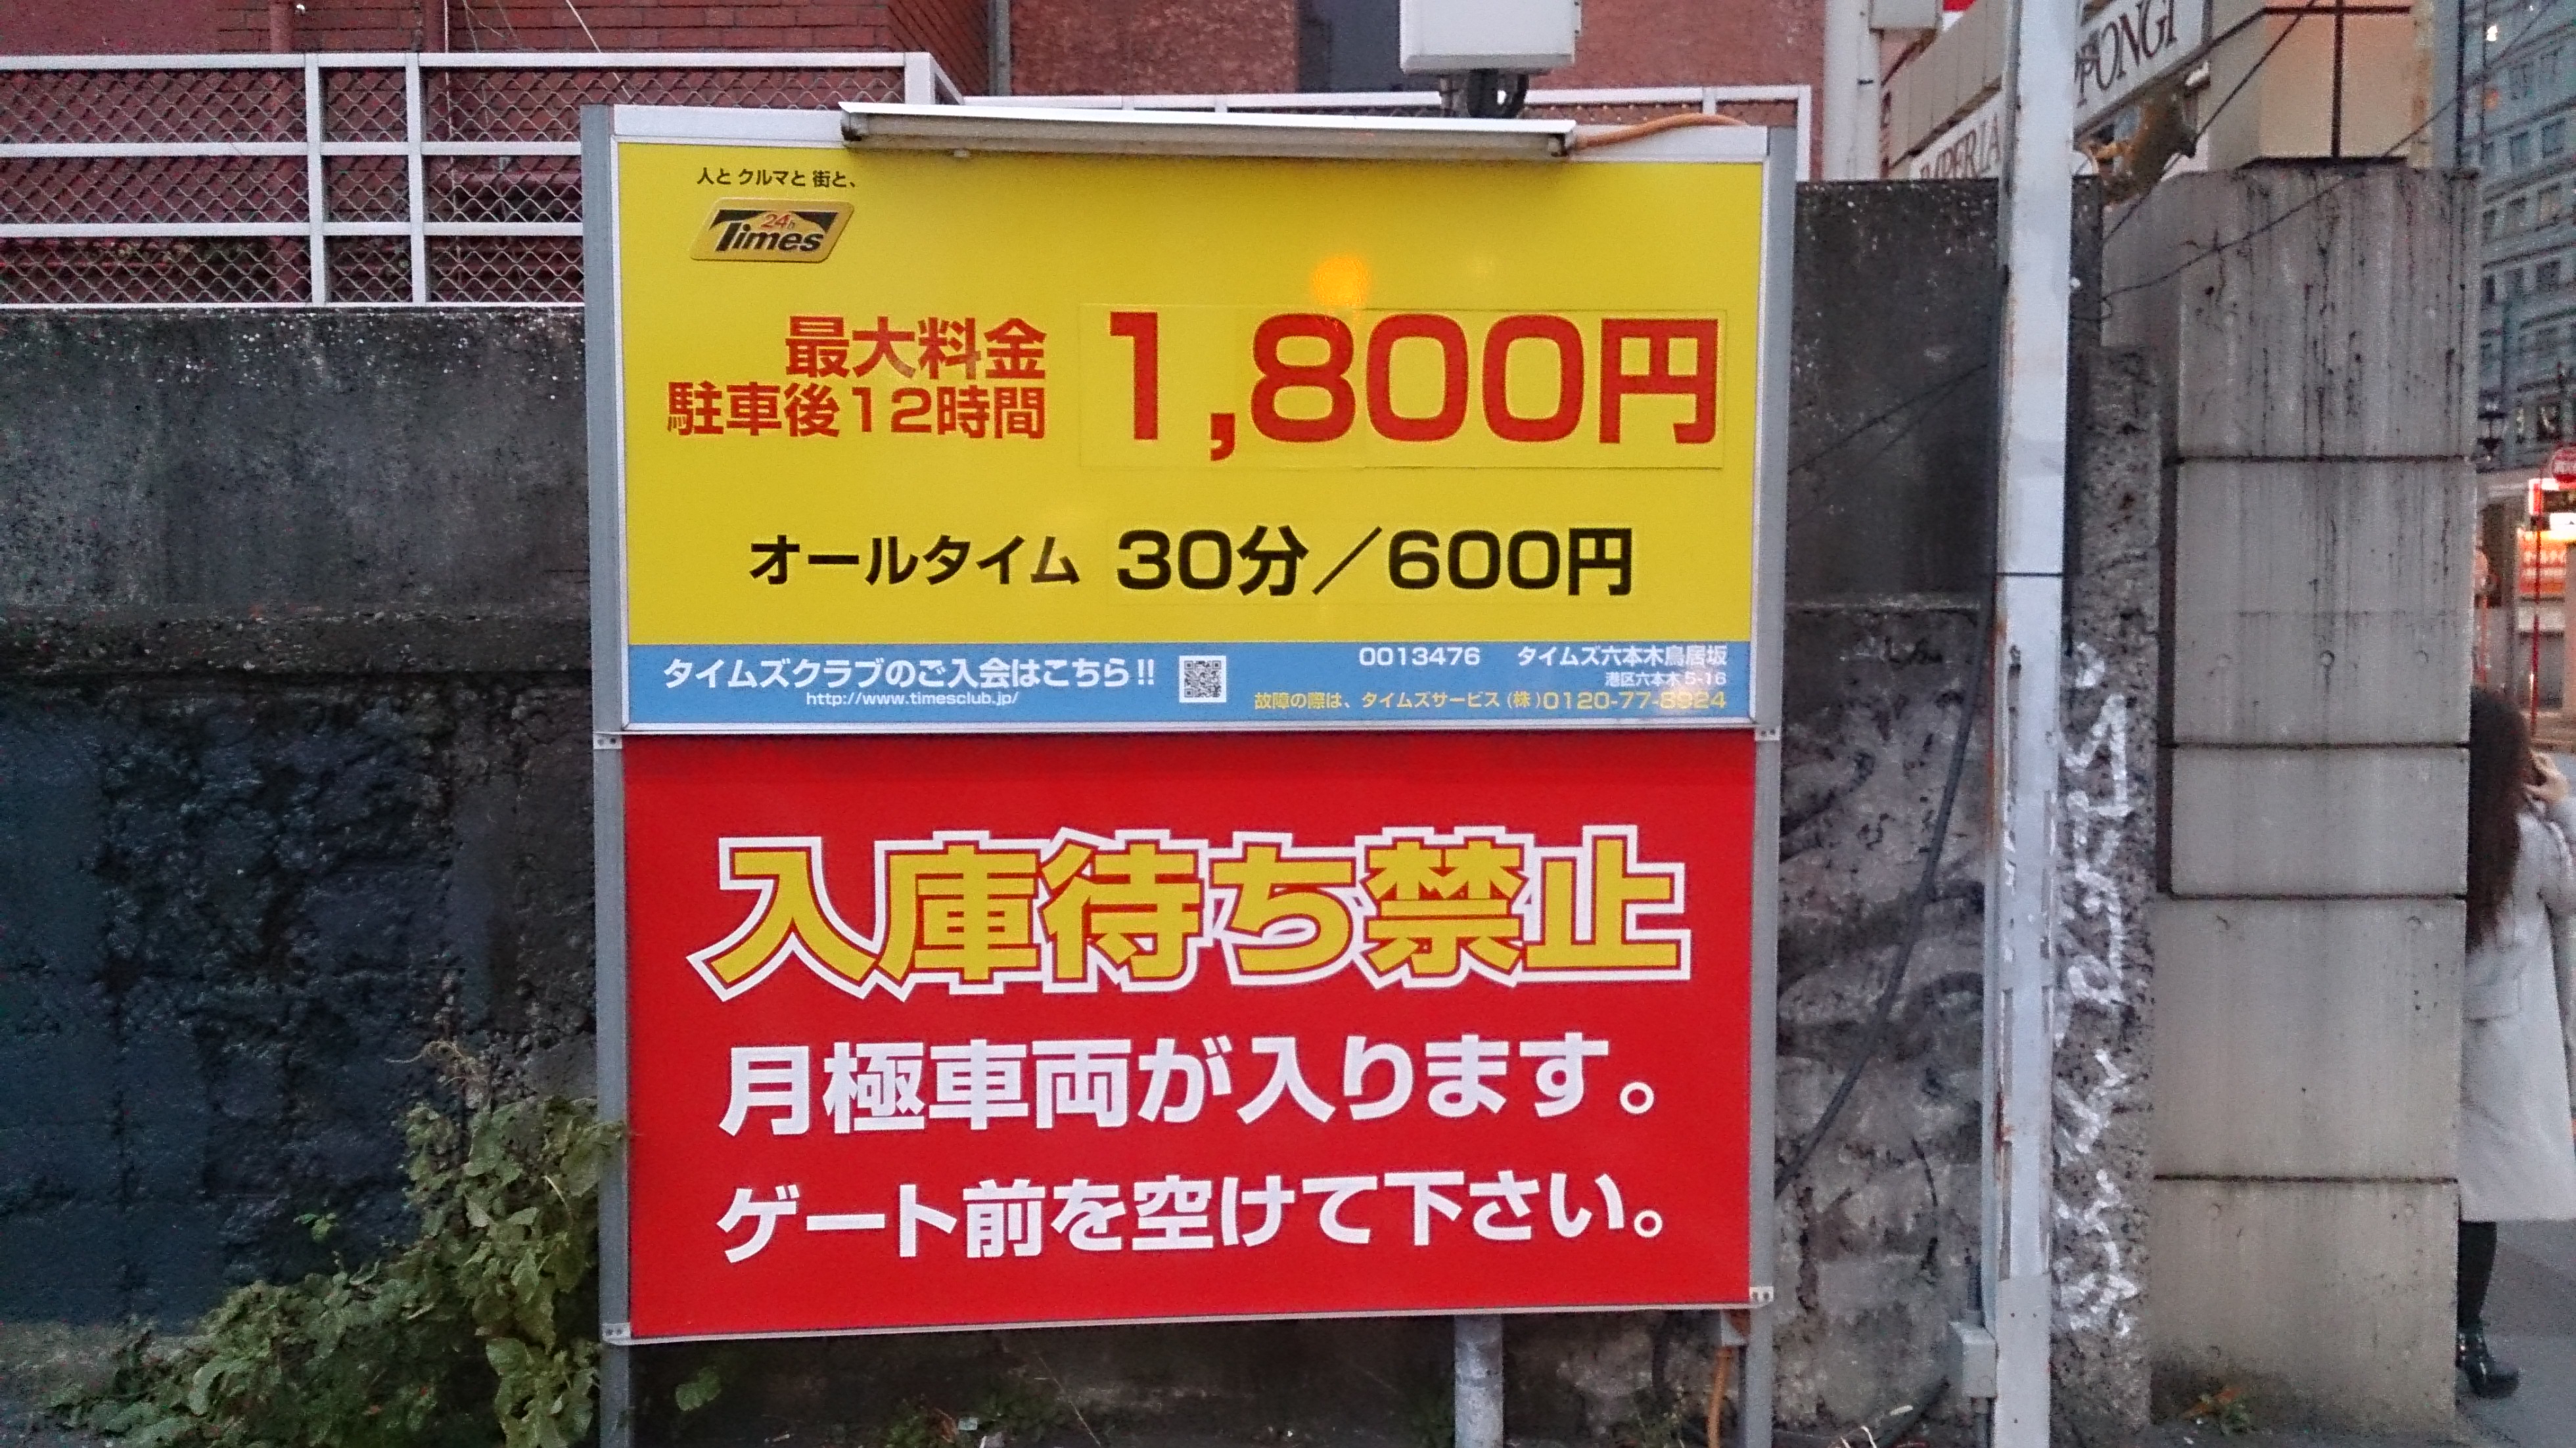 人と クルマと 街と、
24h
Times
最大料金
駐車後12時間
1,800円
オールタイム 30分／600円
タイムズクラブのご入会はこちら!!
http://www.timesclub.jp/
0013476 タイムズ六本木鳥居坂
港区六本木5-16
故障の際は、タイムズサービス(株)0120-77-8924
入庫待ち禁止
月極車両が入ります。
ゲート前を空けて下さい。
IMPERIA
PPONGI